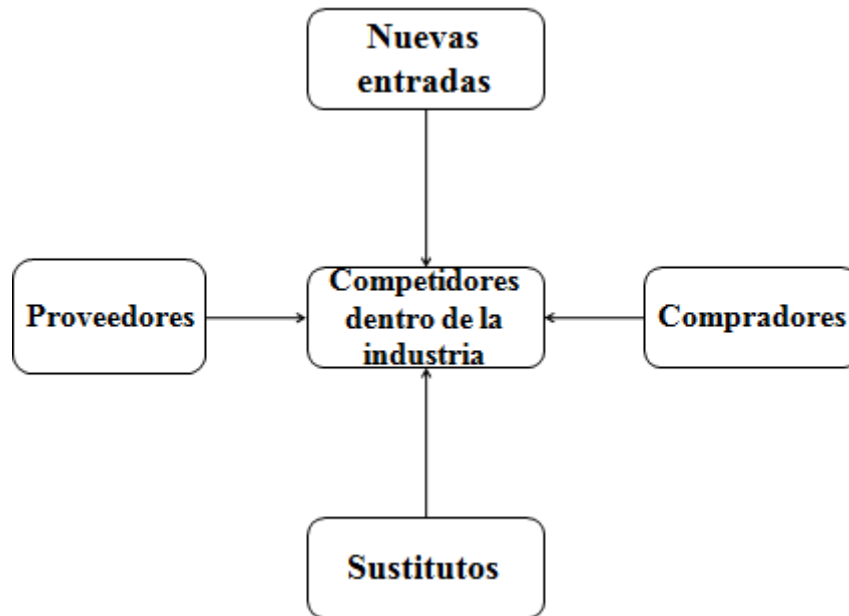 Nuevas
entradas
Proveedores
Competidores
dentro de la
industria
Compradores
Sustitutos